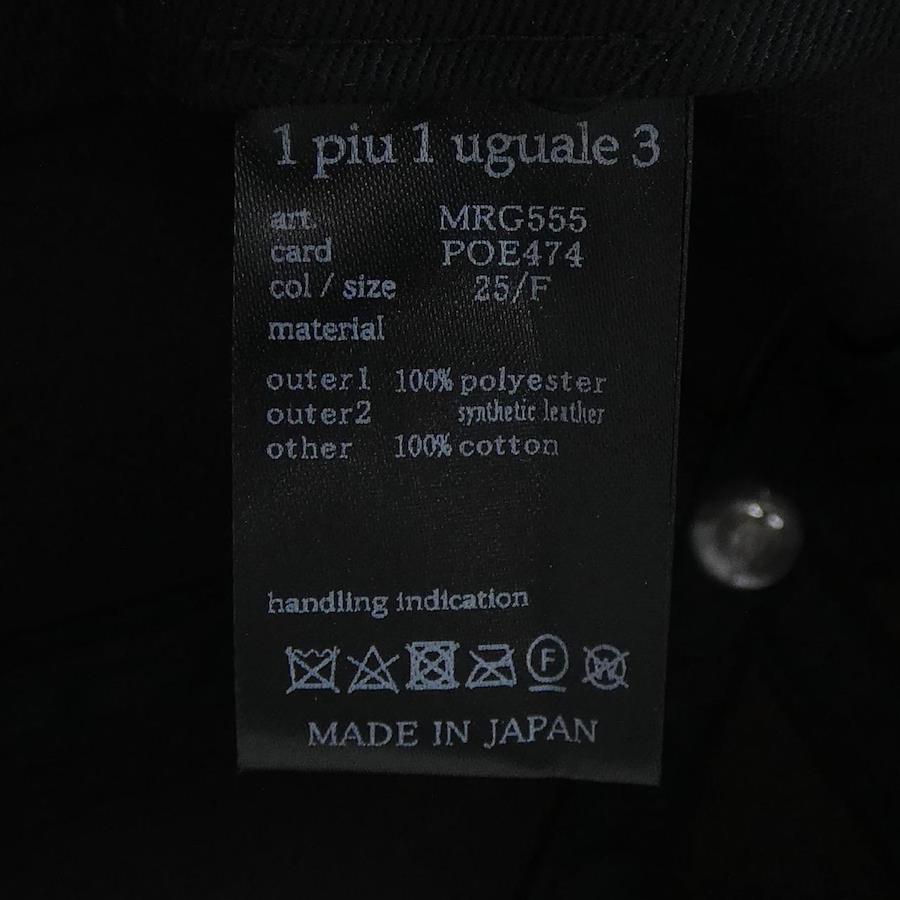 1 piu 1 uguale 3
art. MRG555
card POE474
col / size 25/F
material
outer1 100% polyester
outer2 synthetic leather
other 100% cotton
handling indication
F W
MADE IN JAPAN